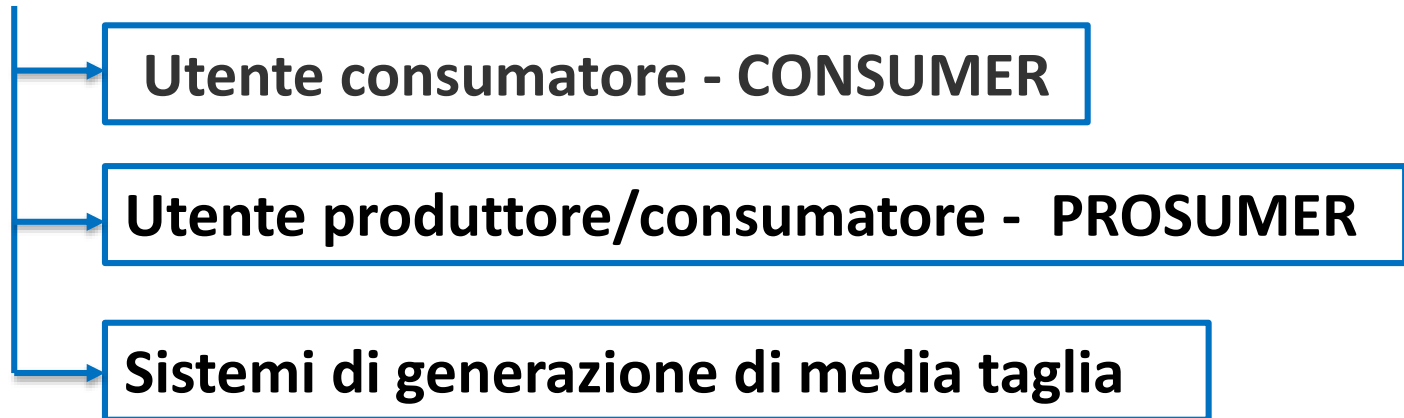 Utente consumatore - CONSUMER
Utente produttore/consumatore - PROSUMER
Sistemi di generazione di media taglia